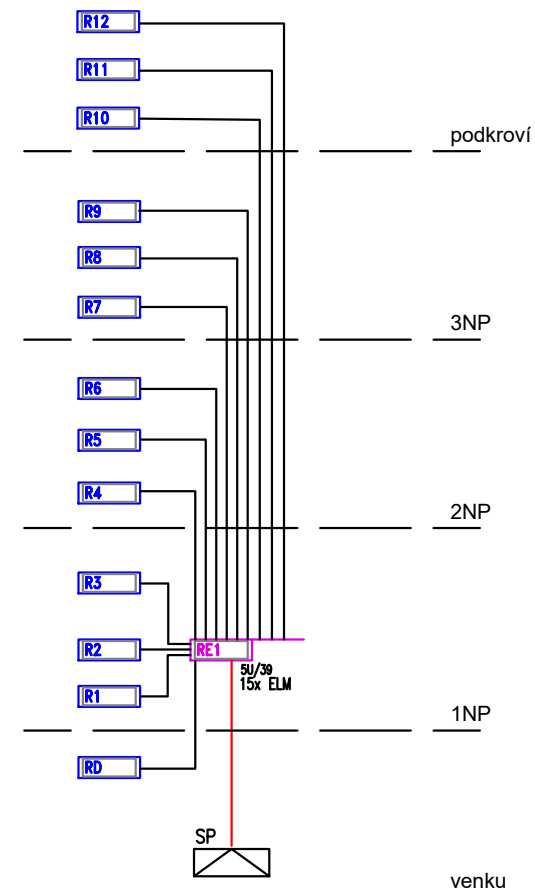 R12
R11
R10
podkroví
R9
R8
R7
3NP
R6
R5
R4
2NP
R3
R2
RE1
5U/39
15x ELM
R1
1NP
RD
SP
venku